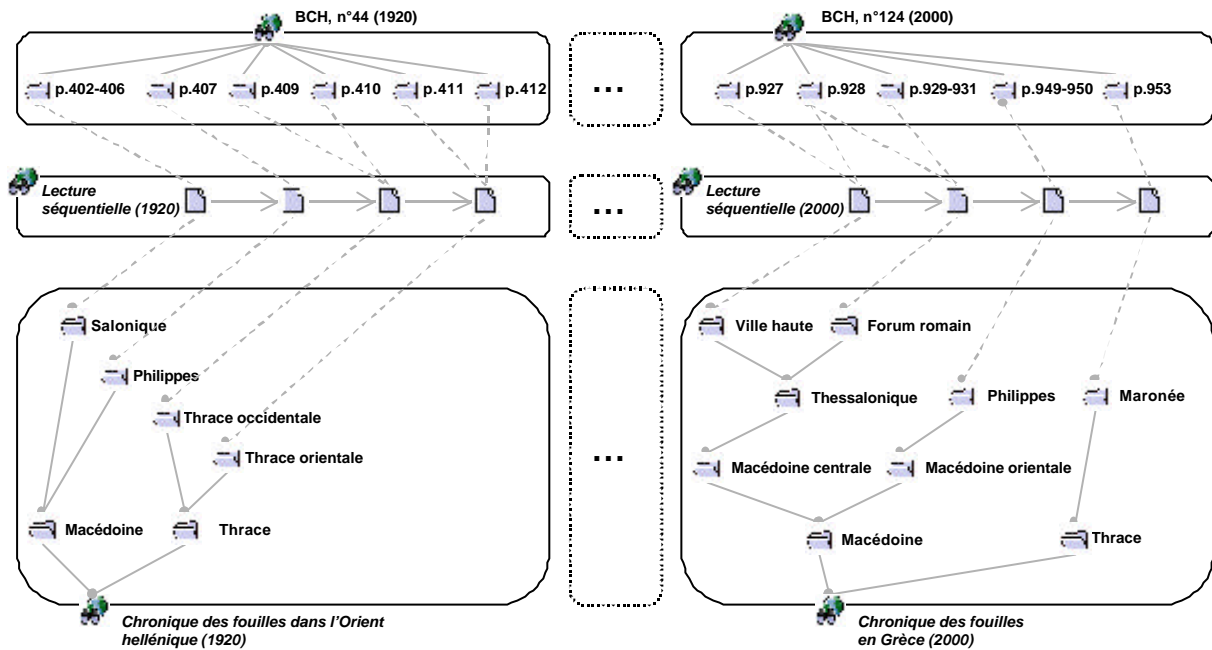 BCH, n°44 (1920)
BCH, n°124 (2000)
p.402-406
p.407
p.409
p.410
p.411
p.412
...
p.927
p.928
p.929-931
p.949-950
p.953
Lecture
séquentielle (1920)
...
Lecture
séquentielle (2000)
Salonique
Philippes
Thrace occidentale
Thrace orientale
Macédoine
Thrace
Chronique des fouilles dans l'Orient
hellénique (1920)
...
Ville haute
Forum romain
Thessalonique
Philippes
Maronée
Macédoine centrale
Macédoine orientale
Macédoine
Thrace
Chronique des fouilles
en Grèce (2000)